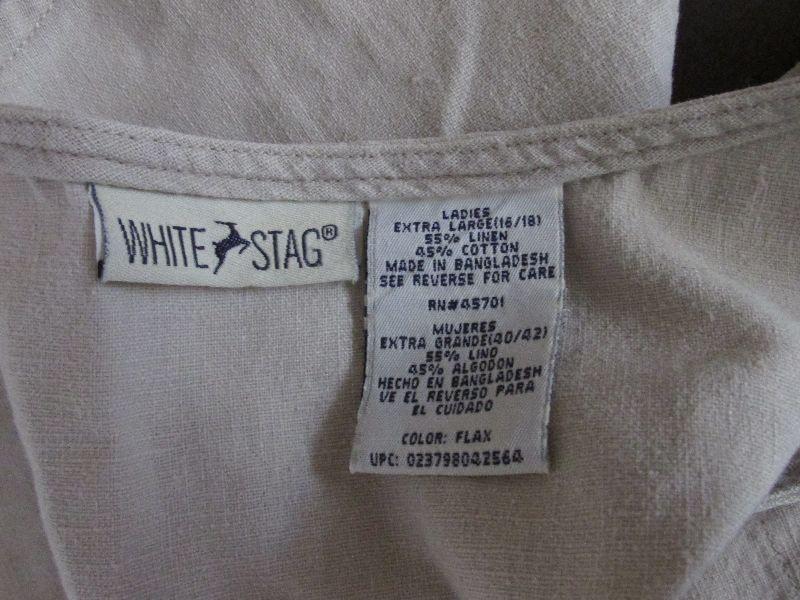 WHITE STAG®
LADIES
EXTRA LARGE(16/18)
55% LINEN
45% COTTON
MADE IN BANGLADESH
SEE REVERSE FOR CARE
RN#45701
MUJERES
EXTRA GRANDE(40/42)
55% LINO
45% ALGODON
HECHO EN BANGLADESH
VE EL REVERSO PARA
EL CUIDADO
COLOR: FLAX
UPC: 023798042564